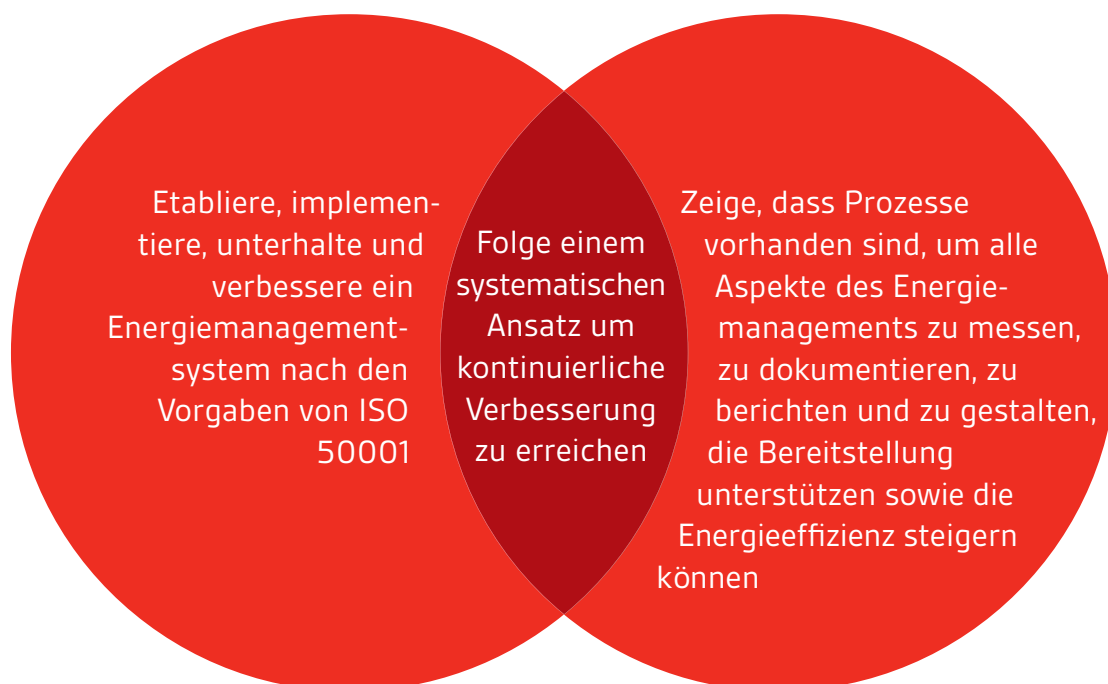 Etabliere, implemen-
tiere, unterhalte und
verbessere ein
Energiemanagement-
system nach den
Vorgaben von ISO
50001
Folge einem
systematischen
Ansatz um
kontinuierliche
Verbesserung
zu erreichen
Zeige, dass Prozesse
vorhanden sind, um alle
Aspekte des Energie-
managements zu messen,
zu dokumentieren, zu
berichten und zu gestalten,
die Bereitstellung
unterstützen sowie die
Energieeffizienz steigern
können